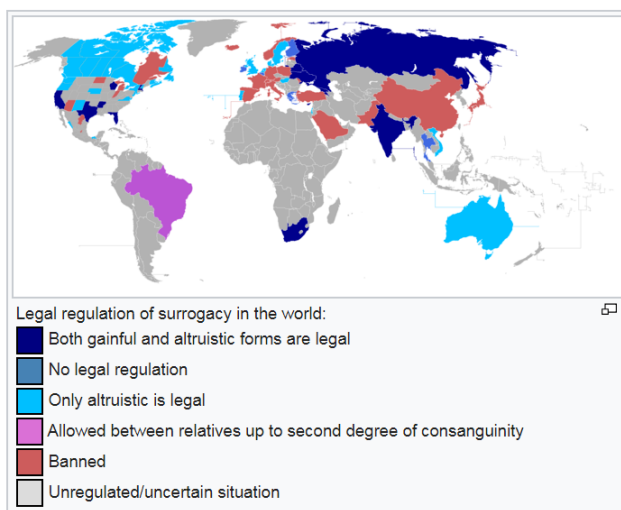 Legal regulation of surrogacy in the world:
Both gainful and altruistic forms are legal
No legal regulation
Only altruistic is legal
Allowed between relatives up to second degree of consanguinity
Banned
Unregulated/uncertain situation